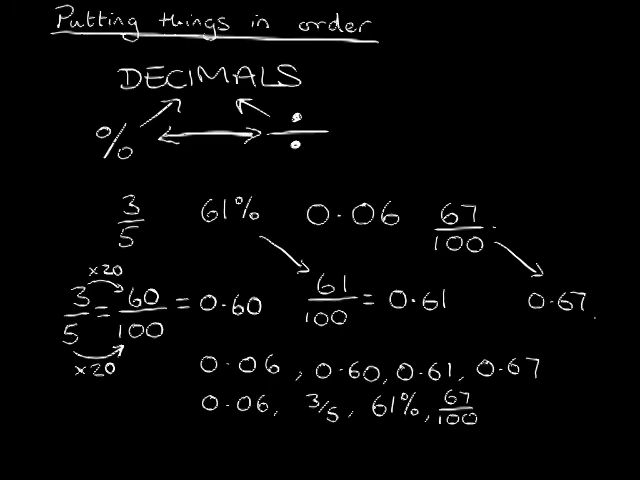 Putting things in order
DECIMALS
% ÷
3/5 61% 0.06 67/100
x20
3/5 = 60/100 = 0.60 61/100 = 0.61 0.67
x20
0.06, 0.60, 0.61, 0.67
0.06, 3/5, 61%, 67/100